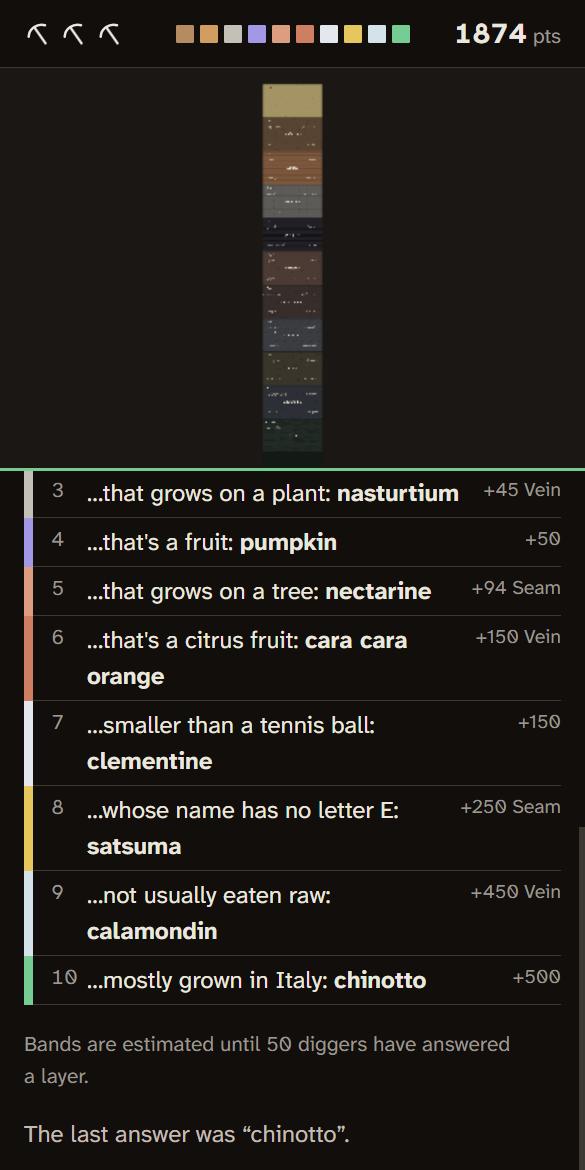 1874 pts
3 ...that grows on a plant: nasturtium +45 Vein
4 ...that's a fruit: pumpkin +50
5 ...that grows on a tree: nectarine +94 Seam
6 ...that's a citrus fruit: cara cara +150 Vein
orange
7 ...smaller than a tennis ball: +150
clementine
8 ...whose name has no letter E: +250 Seam
satsuma
9 ...not usually eaten raw: +450 Vein
calamondin
10 ...mostly grown in Italy: chinotto +500
Bands are estimated until 50 diggers have answered
a layer.
The last answer was “chinotto”.